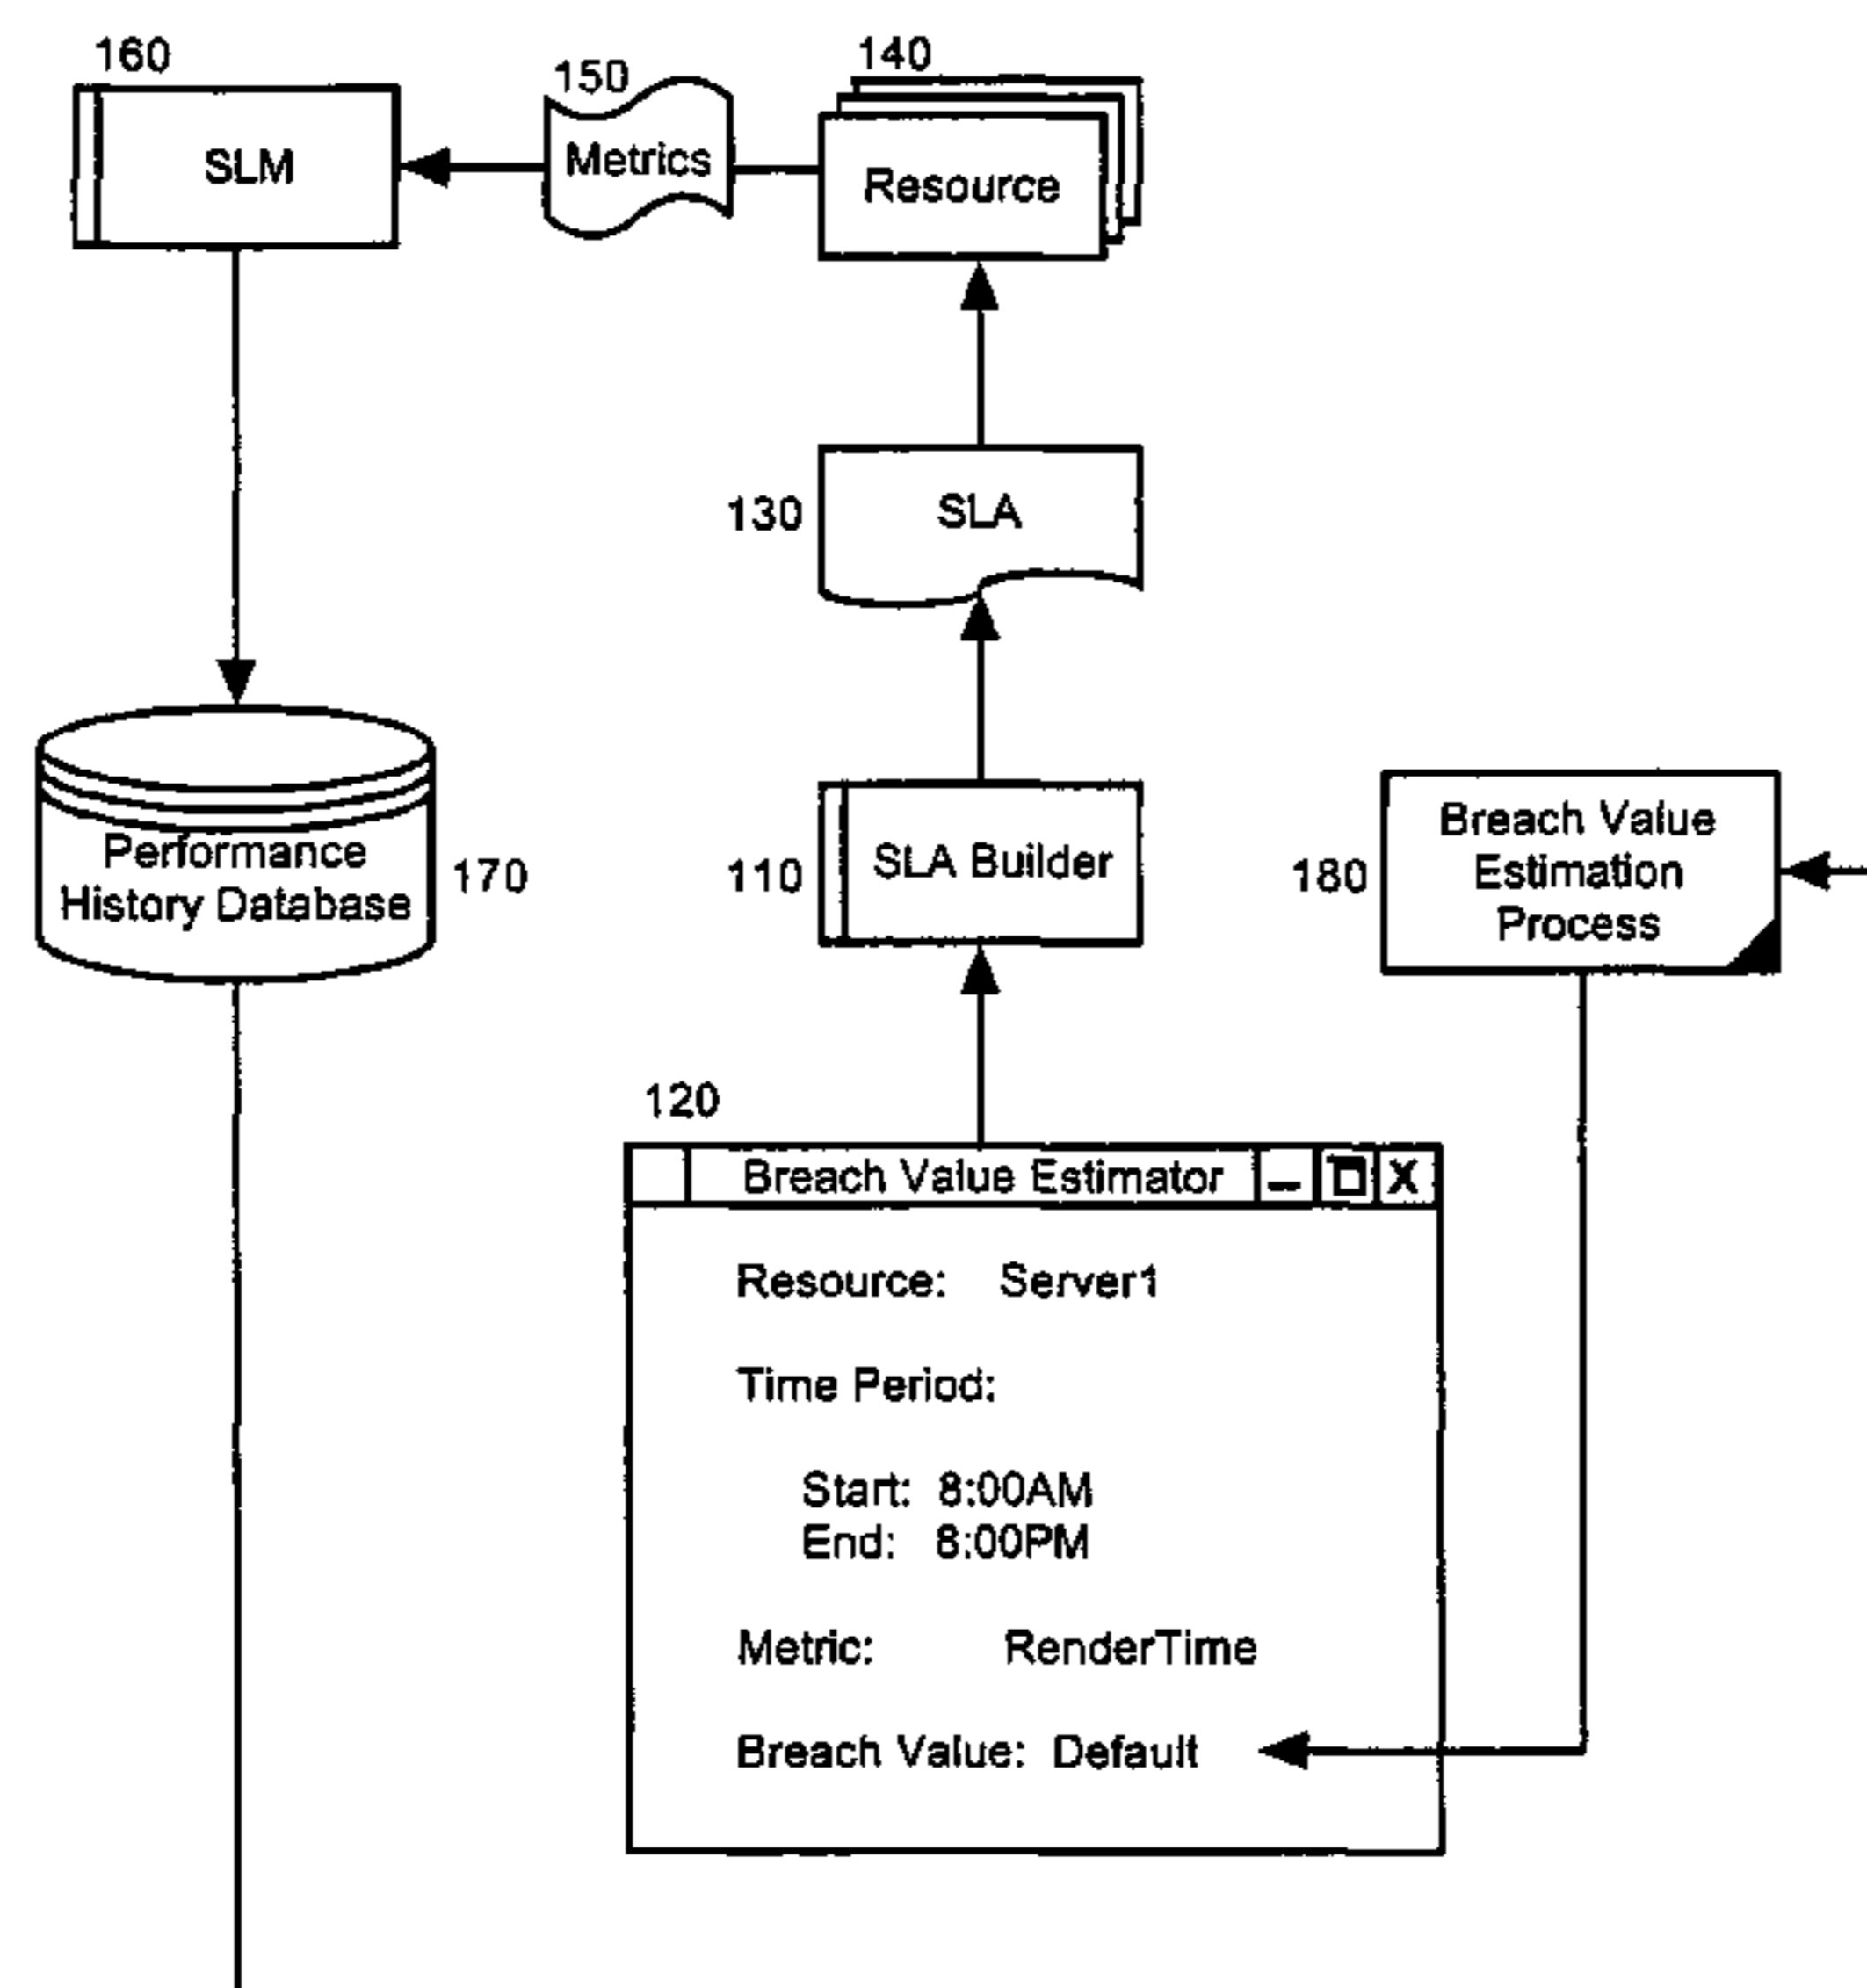 160
150
140
SLM
Metrics
Resource
130
SLA
Performance
History Database
170
110
SLA Builder
180
Breach Value
Estimation
Process
120
Breach Value Estimator
Resource: Server1
Time Period:
Start: 8:00AM
End: 8:00PM
Metric: RenderTime
Breach Value: Default